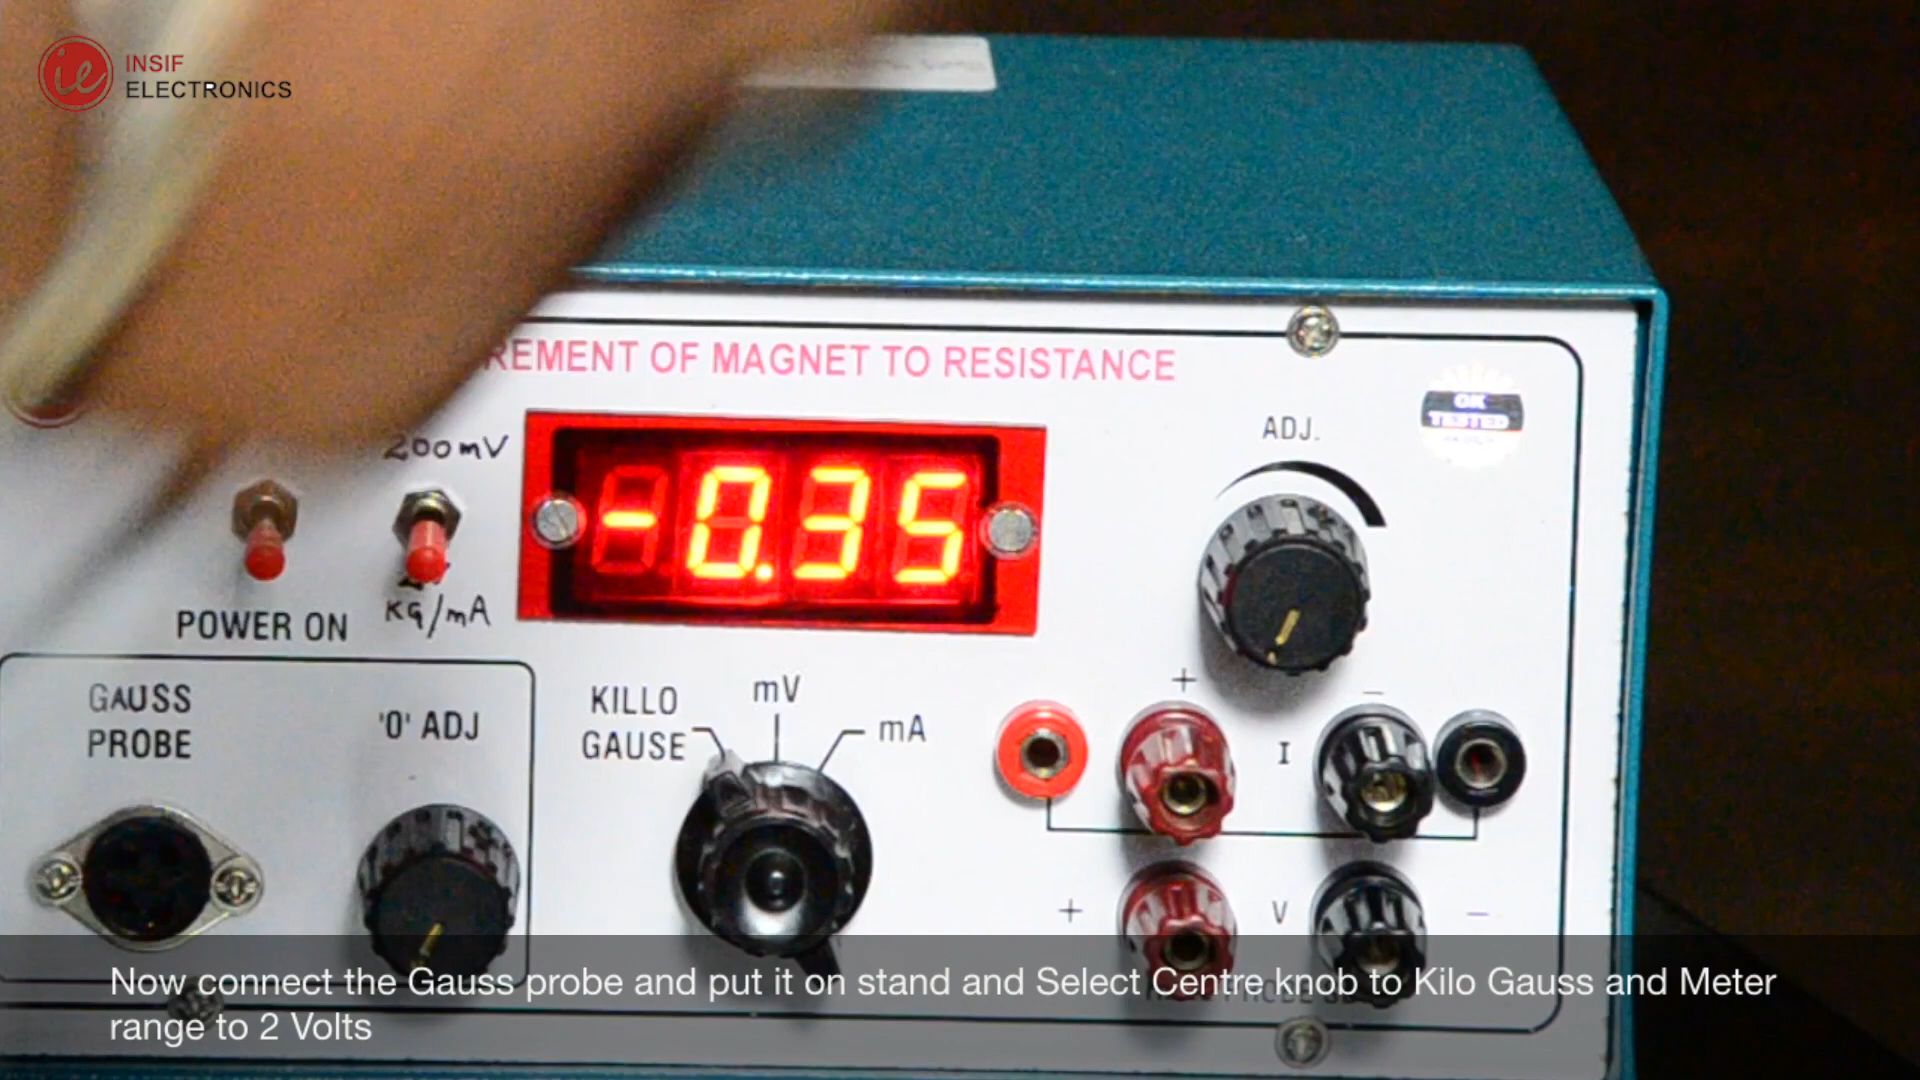 INSIF
ELECTRONICS
REMENT OF MAGNET TO RESISTANCE
OK
TESTED
ADJ.
200mV
-0.35
POWER ON
KG/mA
GAUSS
PROBE
'0' ADJ
KILLO
GAUSE
mV
mA
+
-
I
+
V
-
Now connect the Gauss probe and put it on stand and Select Centre knob to Kilo Gauss and Meter
range to 2 Volts